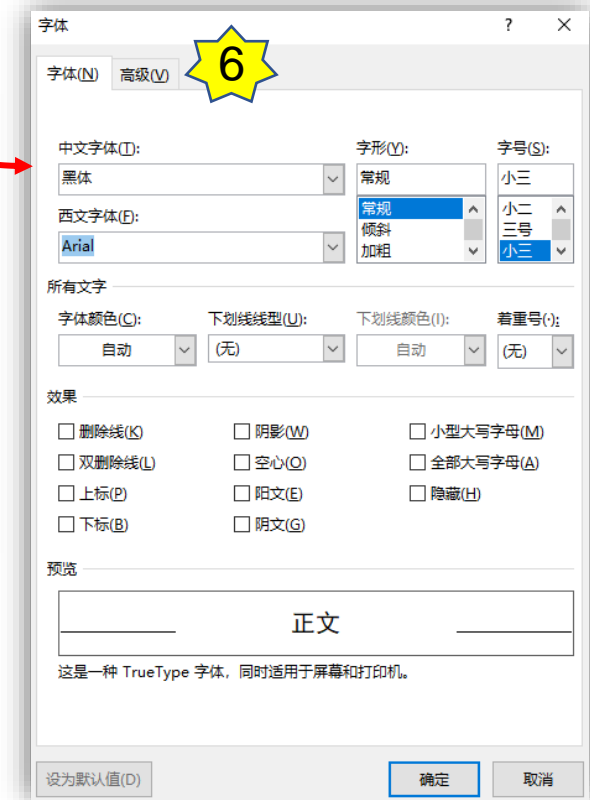 字体 ? ×
字体(N) 高级(V) 6
中文字体(T): 字形(Y): 字号(S):
黑体 常规 小三
西文字体(F): 常规 小二
倾斜 三号
Arial 加粗 小三
所有文字
字体颜色(C): 下划线线型(U): 下划线颜色(I): 着重号(·):
自动 (无) 自动 (无)
效果
删除线(K) 阴影(W) 小型大写字母(M)
双删除线(L) 空心(O) 全部大写字母(A)
上标(P) 阳文(E) 隐藏(H)
下标(B) 阴文(G)
预览
正文
这是一种 TrueType 字体，同时适用于屏幕和打印机。
设为默认值(D) 确定 取消